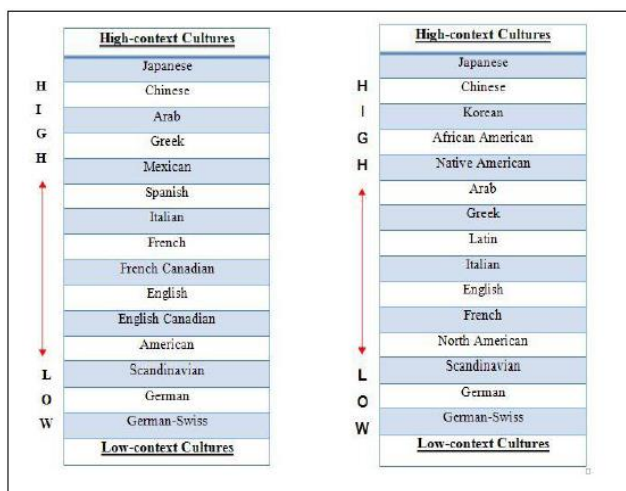 High-context Cultures
Japanese
Chinese
Arab
Greek
Mexican
Spanish
Italian
French
French Canadian
English
English Canadian
American
Scandinavian
German
German-Swiss
Low-context Cultures
H
I
G
H
L
O
W
High-context Cultures
Japanese
Chinese
Korean
African American
Native American
Arab
Greek
Latin
Italian
English
French
North American
Scandinavian
German
German-Swiss
Low-context Cultures
H
I
G
H
L
O
W